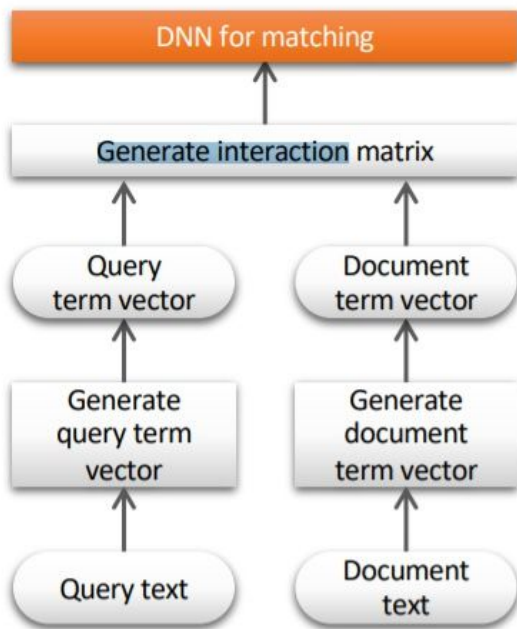 DNN for matching
Generate interaction matrix
Query
term vector
Document
term vector
Generate
query term
vector
Generate
document
term vector
Query text
Document
text